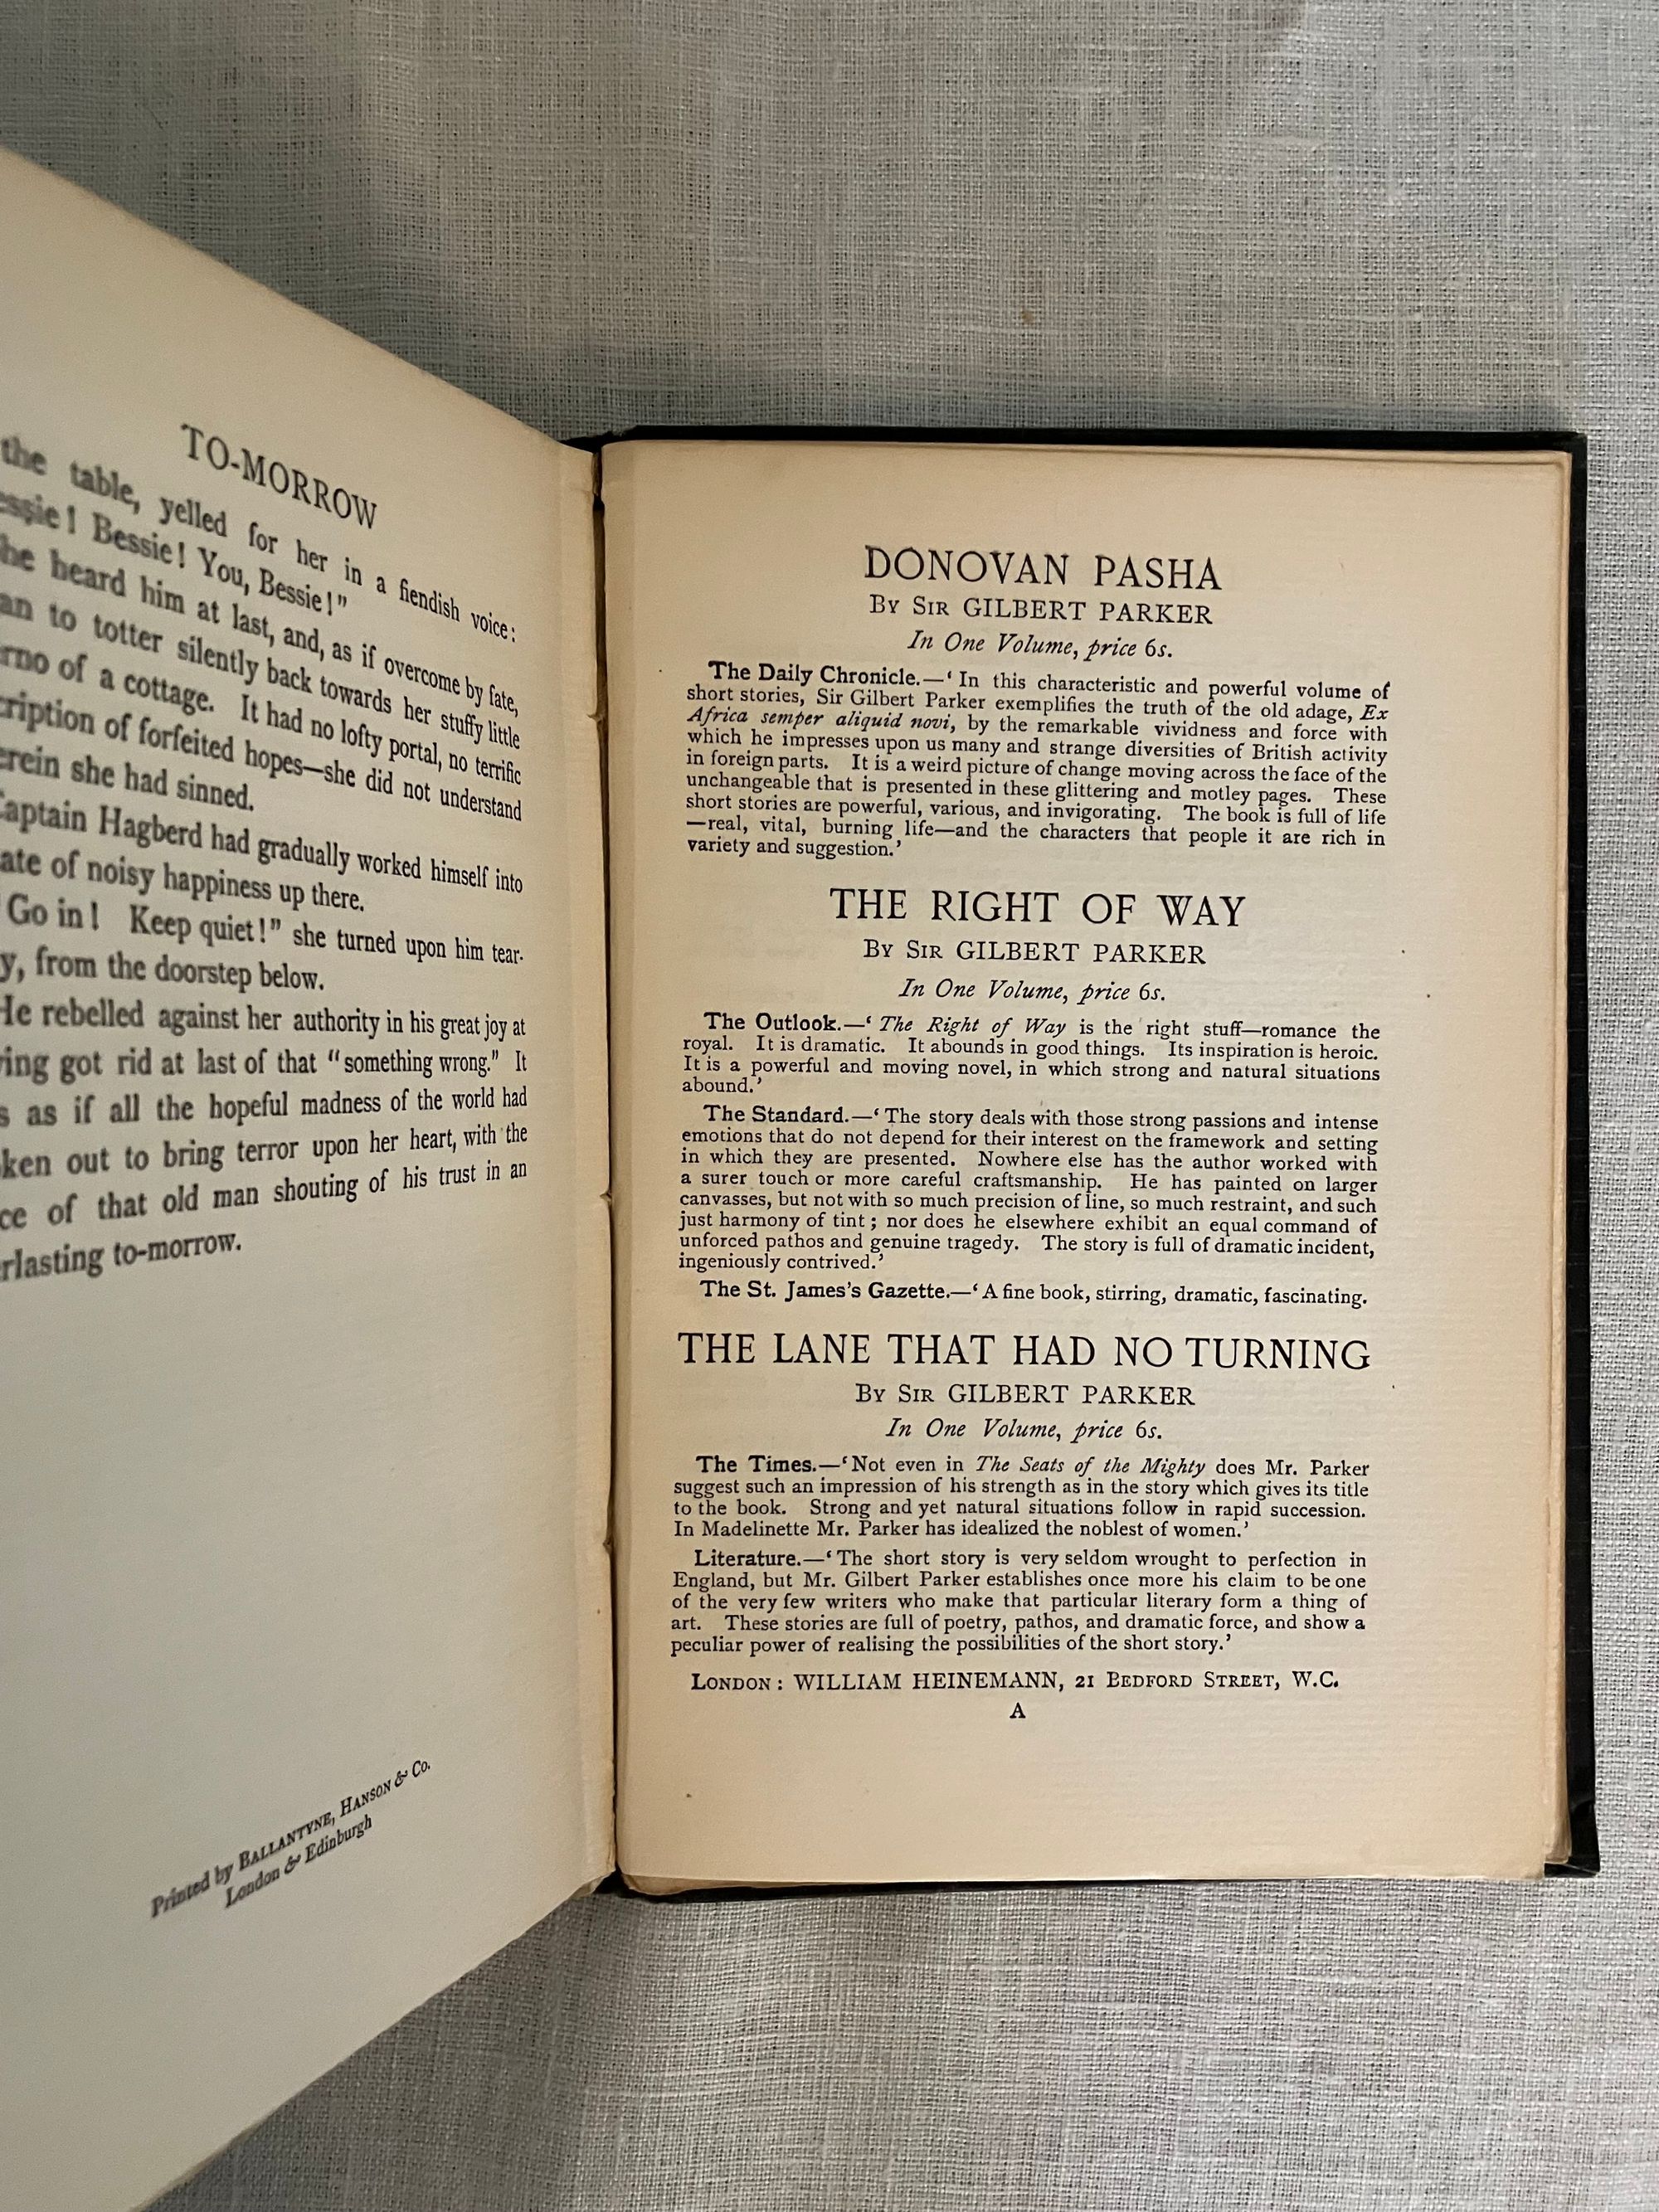 TO-MORROW
the table, yelled for her in a fiendish voice:
Bessie! You, Bessie!"
heard him at last, and, as if overcome by fate,
to totter silently back towards her stuffy little
of a cottage. It had no lofty portal, no terrific
of forfeited hopes—she did not understand
she had sinned.
Captain Hagberd had gradually worked himself into
of noisy happiness up there.
"Go in! Keep quiet!" she turned upon him tear-
from the doorstep below.
He rebelled against her authority in his great joy at
got rid at last of that "something wrong." It
as if all the hopeful madness of the world had
out to bring terror upon her heart, with the
of that old man shouting of his trust in an
to-morrow.
Printed by BALLANTYNE, HANSON & Co.
London & Edinburgh
DONOVAN PASHA
BY SIR GILBERT PARKER
In One Volume, price 6s.
The Daily Chronicle.—'In this characteristic and powerful volume of
short stories, Sir Gilbert Parker exemplifies the truth of the old adage, Ex
Africa semper aliquid novi, by the remarkable vividness and force with
which he impresses upon us many and strange diversities of British activity
in foreign parts. It is a weird picture of change moving across the face of the
unchangeable that is presented in these glittering and motley pages. These
short stories are powerful, various, and invigorating. The book is full of life
—real, vital, burning life—and the characters that people it are rich in
variety and suggestion.'
THE RIGHT OF WAY
BY SIR GILBERT PARKER
In One Volume, price 6s.
The Outlook.—'The Right of Way is the right stuff—romance the
royal. It is dramatic. It abounds in good things. Its inspiration is heroic.
It is a powerful and moving novel, in which strong and natural situations
abound.'
The Standard.—'The story deals with those strong passions and intense
emotions that do not depend for their interest on the framework and setting
in which they are presented. Nowhere else has the author worked with
a surer touch or more careful craftsmanship. He has painted on larger
canvasses, but not with so much precision of line, so much restraint, and such
just harmony of tint; nor does he elsewhere exhibit an equal command of
unforced pathos and genuine tragedy. The story is full of dramatic incident,
ingeniously contrived.'
The St. James's Gazette.—'A fine book, stirring, dramatic, fascinating.
THE LANE THAT HAD NO TURNING
BY SIR GILBERT PARKER
In One Volume, price 6s.
The Times.—'Not even in The Seats of the Mighty does Mr. Parker
suggest such an impression of his strength as in the story which gives its title
to the book. Strong and yet natural situations follow in rapid succession.
In Madelinette Mr. Parker has idealized the noblest of women.'
Literature.—'The short story is very seldom wrought to perfection in
England, but Mr. Gilbert Parker establishes once more his claim to be one
of the very few writers who make that particular literary form a thing of
art. These stories are full of poetry, pathos, and dramatic force, and show a
peculiar power of realising the possibilities of the short story.'
LONDON: WILLIAM HEINEMANN, 21 BEDFORD STREET, W.C.
A